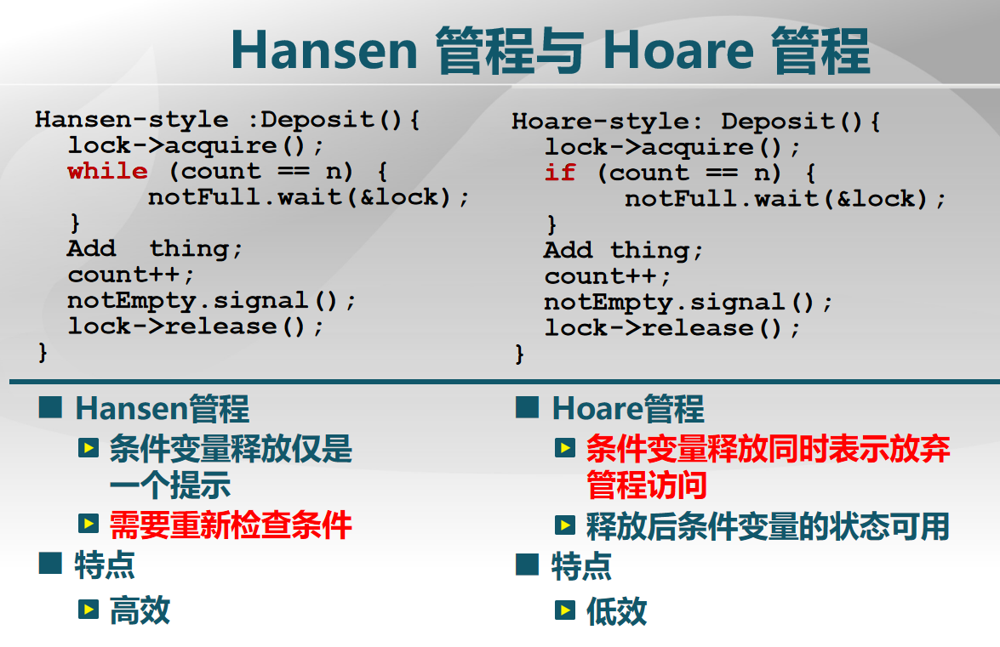 Hansen 管程与 Hoare 管程
Hansen-style :Deposit(){
  lock->acquire();
  while (count == n) {
       notFull.wait(&lock);
  }
  Add  thing;
  count++;
  notEmpty.signal();
  lock->release();
}
Hoare-style: Deposit(){
  lock->acquire();
  if (count == n) {
       notFull.wait(&lock);
  }
  Add thing;
  count++;
  notEmpty.signal();
  lock->release();
}
Hansen管程
条件变量释放仅是
一个提示
需要重新检查条件
特点
高效
Hoare管程
条件变量释放同时表示放弃
管程访问
释放后条件变量的状态可用
特点
低效